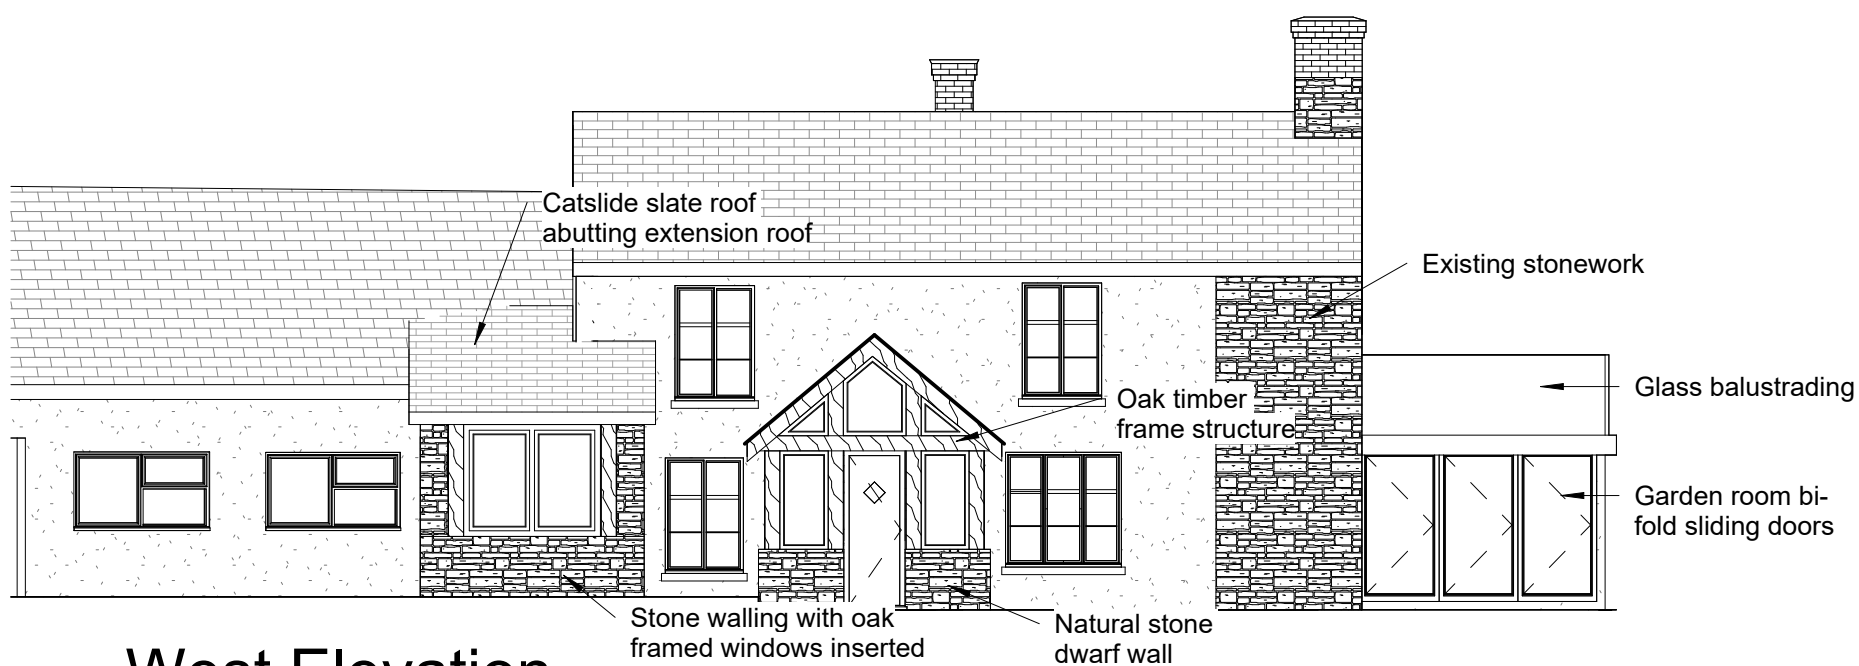 Catslide slate roof
abutting extension roof
Existing stonework
Oak timber
frame structure
Glass balustrading
Garden room bi-
fold sliding doors
Stone walling with oak
framed windows inserted
Natural stone
dwarf wall
West Elevation